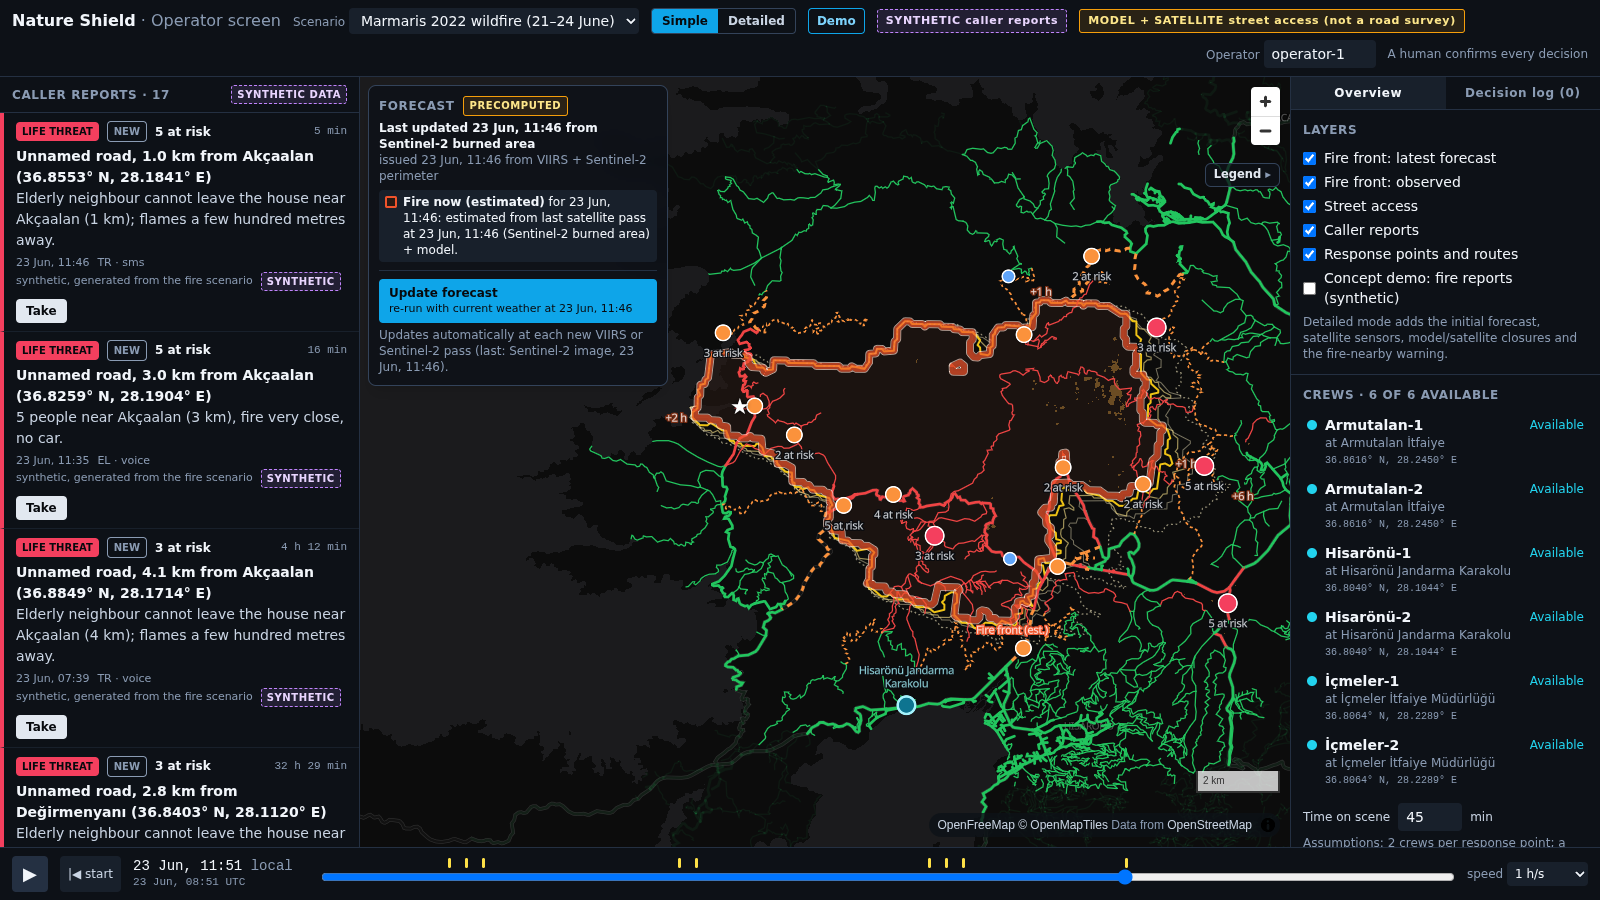 Nature Shield · Operator screen
Scenario
Marmaris 2022 wildfire (21–24 June)
Simple
Detailed
Demo
SYNTHETIC caller reports
MODEL + SATELLITE street access (not a road survey)
Operator
operator-1
A human confirms every decision
CALLER REPORTS · 17
SYNTHETIC DATA
LIFE THREAT NEW 5 at risk 5 min
Unnamed road, 1.0 km from Akçaalan
(36.8553° N, 28.1841° E)
Elderly neighbour cannot leave the house near
Akçaalan (1 km); flames a few hundred metres
away.
23 Jun, 11:46 TR · sms
synthetic, generated from the fire scenario SYNTHETIC
Take
LIFE THREAT NEW 5 at risk 16 min
Unnamed road, 3.0 km from Akçaalan
(36.8259° N, 28.1904° E)
5 people near Akçaalan (3 km), fire very close,
no car.
23 Jun, 11:35 EL · voice
synthetic, generated from the fire scenario SYNTHETIC
Take
LIFE THREAT NEW 3 at risk 4 h 12 min
Unnamed road, 4.1 km from Akçaalan
(36.8849° N, 28.1714° E)
Elderly neighbour cannot leave the house near
Akçaalan (4 km); flames a few hundred metres
away.
23 Jun, 07:39 TR · voice
synthetic, generated from the fire scenario SYNTHETIC
Take
LIFE THREAT NEW 3 at risk 32 h 29 min
Unnamed road, 2.8 km from
Değirmenyanı (36.8403° N, 28.1120° E)
Elderly neighbour cannot leave the house near
FORECAST PRECOMPUTED
Last updated 23 Jun, 11:46 from
Sentinel-2 burned area
issued 23 Jun, 11:46 from VIIRS + Sentinel-2
perimeter
Fire now (estimated) for 23 Jun,
11:46: estimated from last satellite pass
at 23 Jun, 11:46 (Sentinel-2 burned area)
+ model.
Update forecast
re-run with current weather at 23 Jun, 11:46
Updates automatically at each new VIIRS or
Sentinel-2 pass (last: Sentinel-2 image, 23
Jun, 11:46).
+
−
Legend ▸
2 at risk
+1 h
3 at risk
3 at risk
+2 h
2 at risk
+1 h
5 at risk
2 at risk
+6 h
2 at risk
4 at risk
5 at risk
3 at risk
5 at risk
Fire front (est.)
Hisarönü Jandarma
Karakolu
2 km
OpenFreeMap © OpenMapTiles Data from OpenStreetMap
Overview
Decision log (0)
LAYERS
Fire front: latest forecast
Fire front: observed
Street access
Caller reports
Response points and routes
Concept demo: fire reports
(synthetic)
Detailed mode adds the initial forecast,
satellite sensors, model/satellite closures and
the fire-nearby warning.
CREWS · 6 OF 6 AVAILABLE
Armutalan-1 Available
at Armutalan İtfaiye
36.8616° N, 28.2450° E
Armutalan-2 Available
at Armutalan İtfaiye
36.8616° N, 28.2450° E
Hisarönü-1 Available
at Hisarönü Jandarma Karakolu
36.8040° N, 28.1044° E
Hisarönü-2 Available
at Hisarönü Jandarma Karakolu
36.8040° N, 28.1044° E
İçmeler-1 Available
at İçmeler İtfaiye Müdürlüğü
36.8064° N, 28.2289° E
İçmeler-2 Available
at İçmeler İtfaiye Müdürlüğü
36.8064° N, 28.2289° E
Time on scene 45 min
Assumptions: 2 crews per response point; a
start
23 Jun, 11:51 local
23 Jun, 08:51 UTC
speed
1 h/s